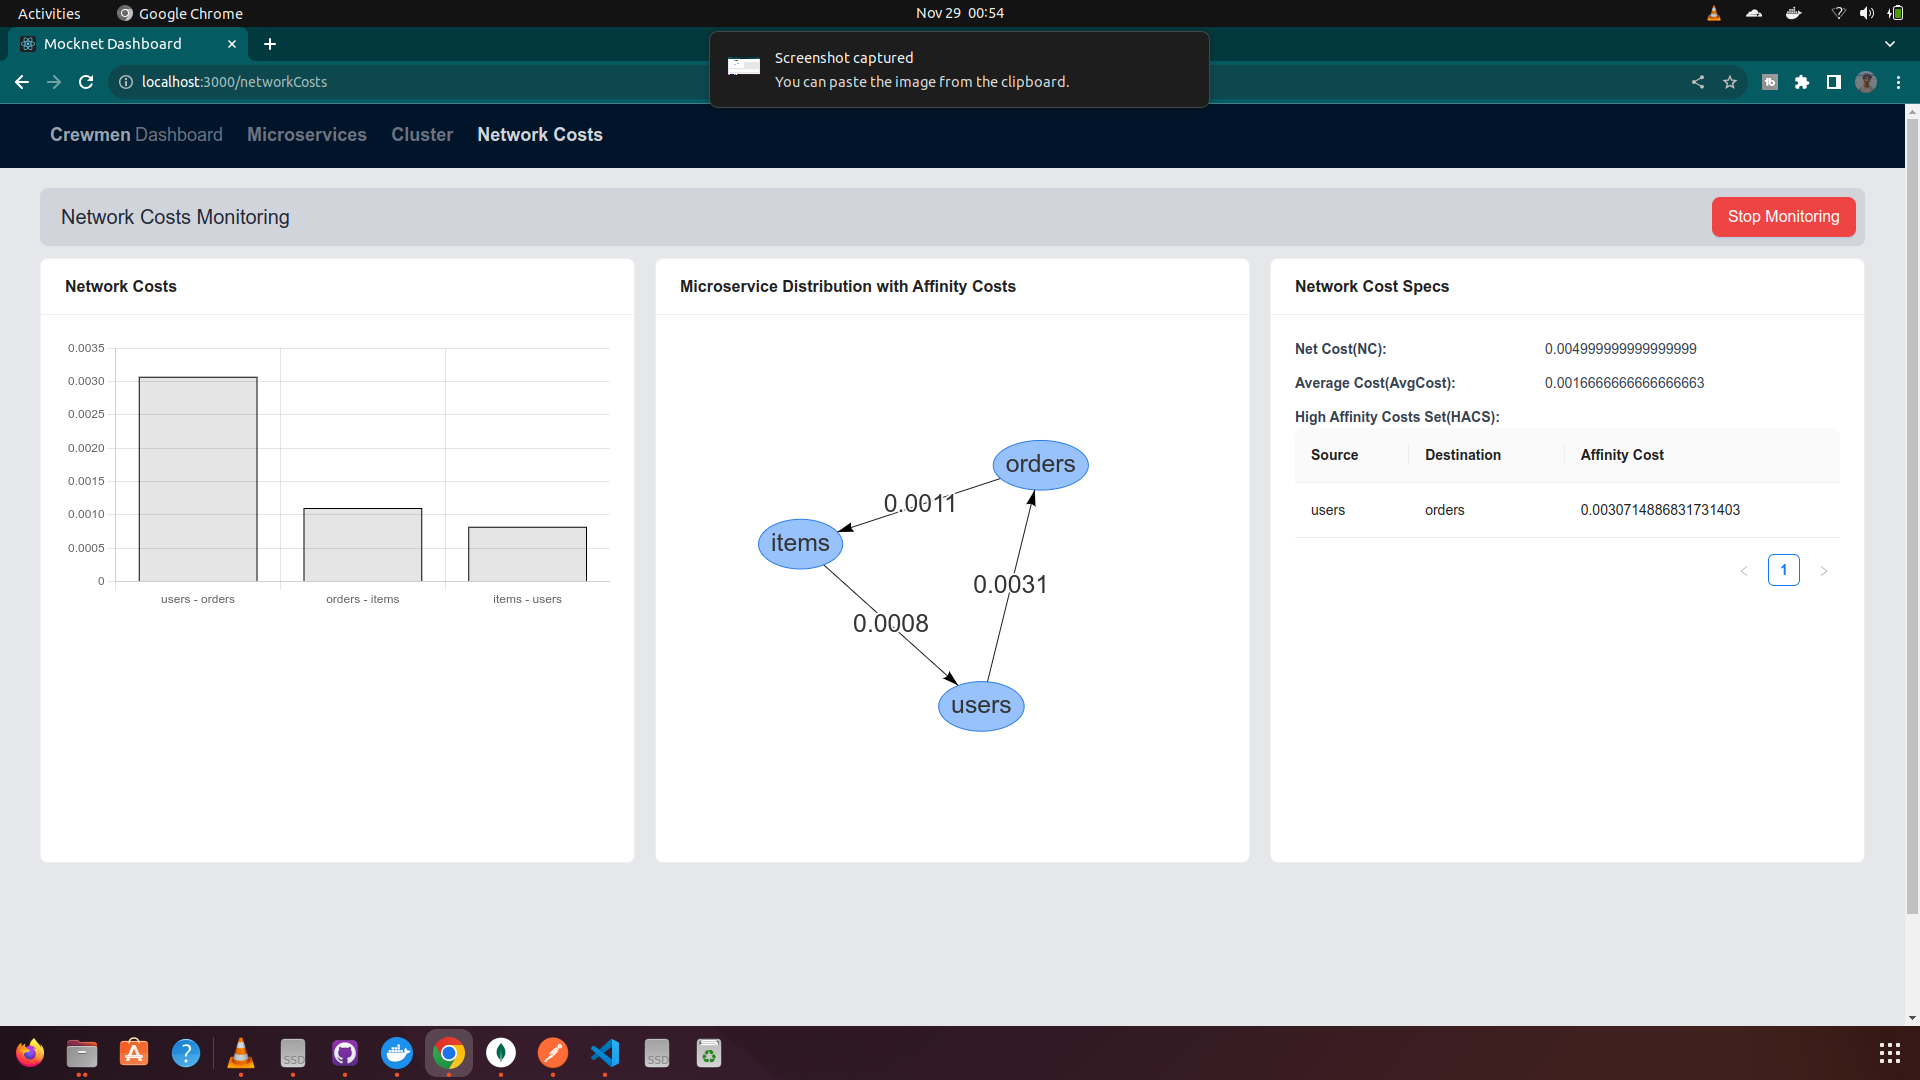 Activities
Google Chrome
Nov 29 00:54
Mocknet Dashboard
Screenshot captured
You can paste the image from the clipboard.
localhost:3000/networkCosts
Crewmen Dashboard
Microservices
Cluster
Network Costs
Network Costs Monitoring
Stop Monitoring
Network Costs
0.0035
0.0030
0.0025
0.0020
0.0015
0.0010
0.0005
0
users - orders
orders - items
items - users
Microservice Distribution with Affinity Costs
orders
0.0011
items
0.0031
0.0008
users
Network Cost Specs
Net Cost(NC): 0.004999999999999999
Average Cost(AvgCost): 0.0016666666666666663
High Affinity Costs Set(HACS):
Source Destination Affinity Cost
users orders 0.0030714886831731403
< 1 >
SSD
SSD